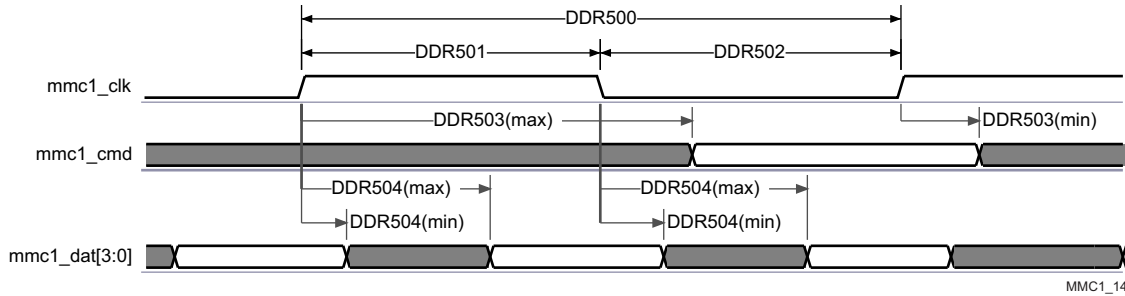 DDR500
DDR501 DDR502
mmc1_clk
DDR503(max) DDR503(min)
mmc1_cmd
DDR504(max) DDR504(max)
DDR504(min) DDR504(min)
mmc1_dat[3:0]
MMC1_14